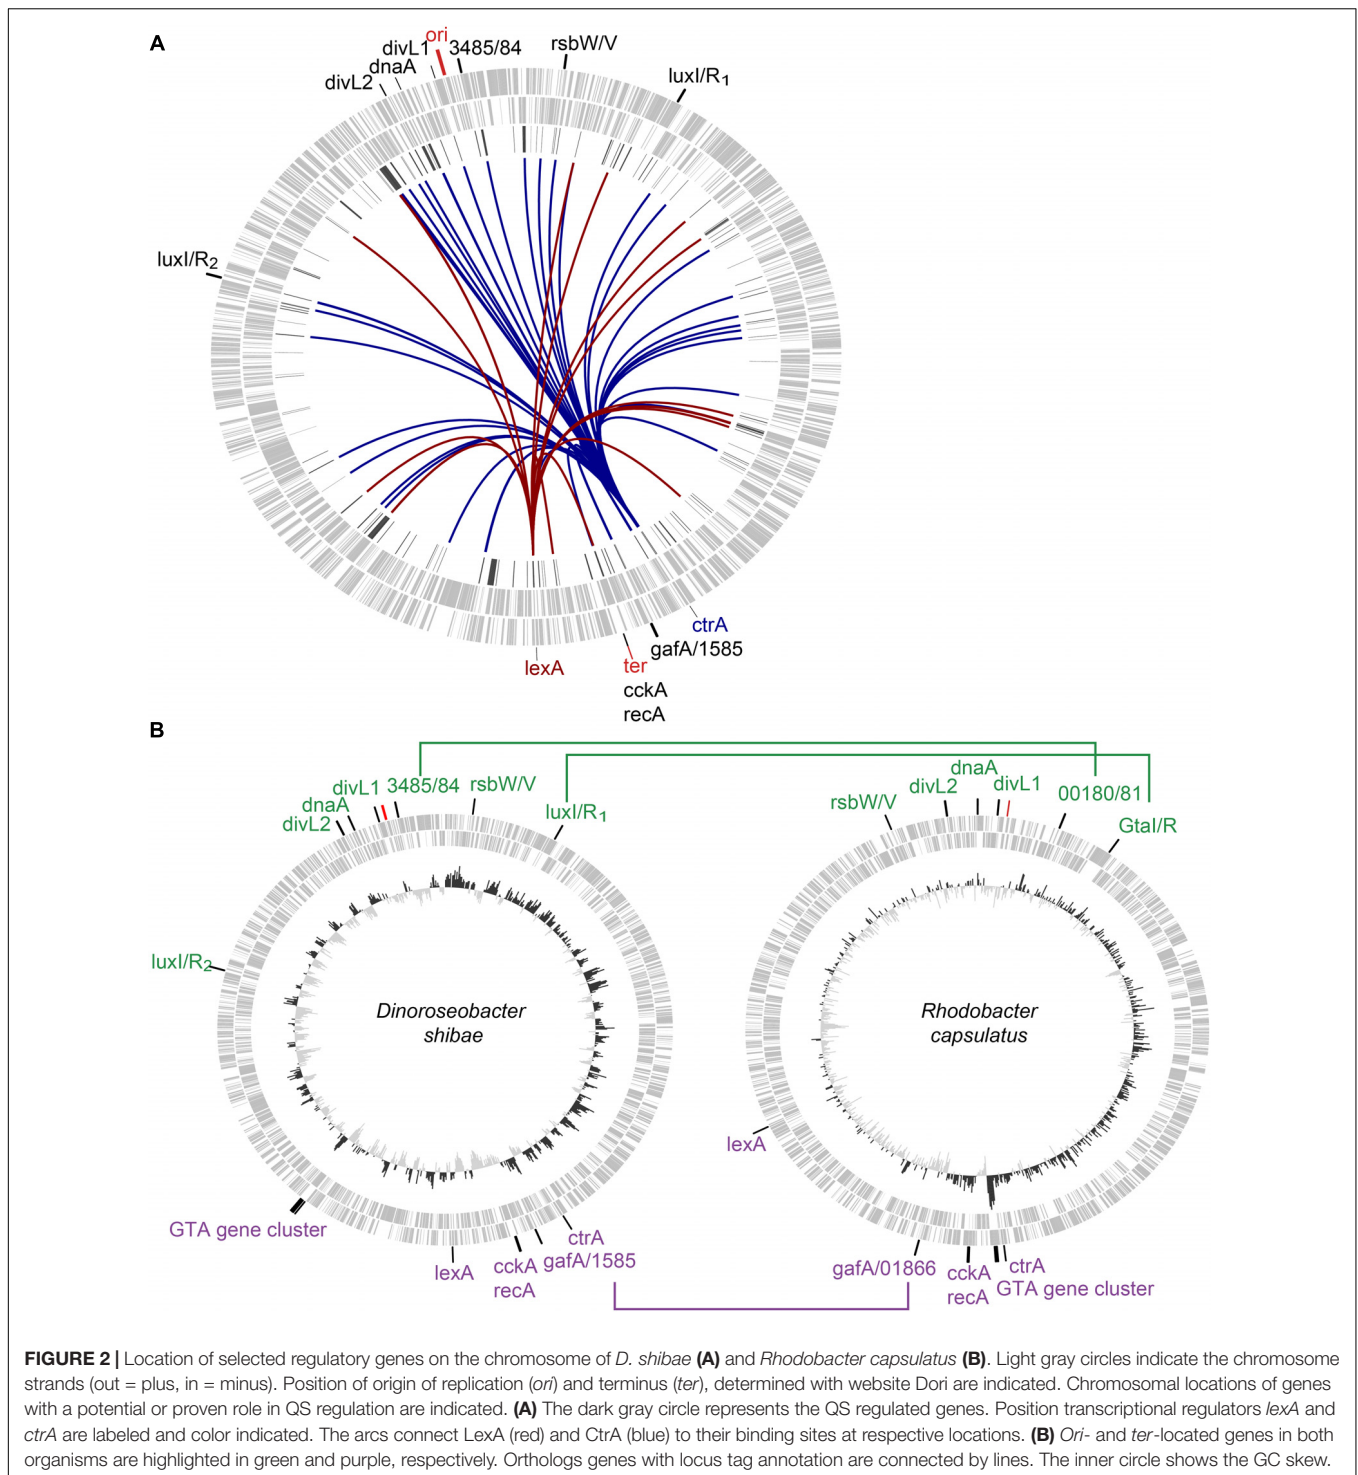 A
ori
divL1
3485/84
rsbW/V
dnaA
luxI/R1
divL2
luxI/R2
ctrA
gafA/1585
lexA
ter
cckA
recA
B
dnaA
divL1
3485/84
rsbW/V
divL2
divL1
00180/81
dnaA
rsbW/V
luxI/R1
GtaI/R
divL2
luxI/R2
Dinoroseobacter
shibae
Rhodobacter
capsulatus
lexA
GTA gene cluster
ctrA
gafA/1585
lexA
cckA
recA
gafA/01866
cckA
recA
ctrA
GTA gene cluster
FIGURE 2 | Location of selected regulatory genes on the chromosome of D. shibae (A) and Rhodobacter capsulatus (B). Light gray circles indicate the chromosome
strands (out = plus, in = minus). Position of origin of replication (ori) and terminus (ter), determined with website Dori are indicated. Chromosomal locations of genes
with a potential or proven role in QS regulation are indicated. (A) The dark gray circle represents the QS regulated genes. Position transcriptional regulators lexA and
ctrA are labeled and color indicated. The arcs connect LexA (red) and CtrA (blue) to their binding sites at respective locations. (B) Ori- and ter-located genes in both
organisms are highlighted in green and purple, respectively. Orthologs genes with locus tag annotation are connected by lines. The inner circle shows the GC skew.